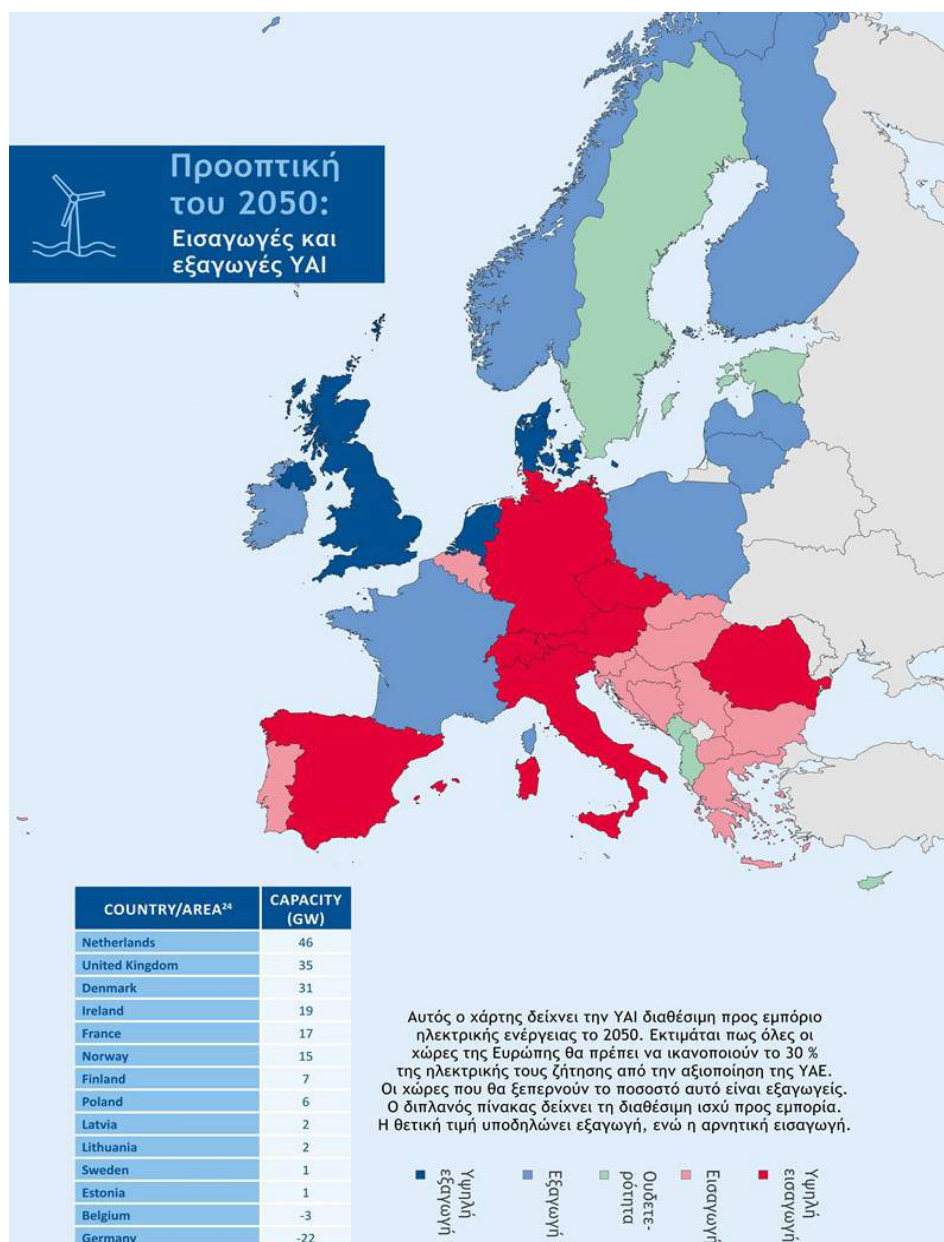 Προοπτική
του 2050:
Εισαγωγές και
εξαγωγές ΥΑΙ
COUNTRY/AREA²⁴ CAPACITY (GW)
Netherlands 46
United Kingdom 35
Denmark 31
Ireland 19
France 17
Norway 15
Finland 7
Poland 6
Latvia 2
Lithuania 2
Sweden 1
Estonia 1
Belgium -3
Germany -22
Αυτός ο χάρτης δείχνει την ΥΑΙ διαθέσιμη προς εμπόριο
ηλεκτρικής ενέργειας το 2050. Εκτιμάται πως όλες οι
χώρες της Ευρώπης θα πρέπει να ικανοποιούν το 30 %
της ηλεκτρικής τους ζήτησης από την αξιοποίηση της ΥΑΕ.
Οι χώρες που θα ξεπερνούν το ποσοστό αυτό είναι εξαγωγείς.
Ο διπλανός πίνακας δείχνει τη διαθέσιμη ισχύ προς εμπορία.
Η θετική τιμή υποδηλώνει εξαγωγή, ενώ η αρνητική εισαγωγή.
Υψηλή
εξαγωγή
Εξαγωγή
Ουδετε-
ρότητα
Εισαγωγή
Υψηλή
εισαγωγή